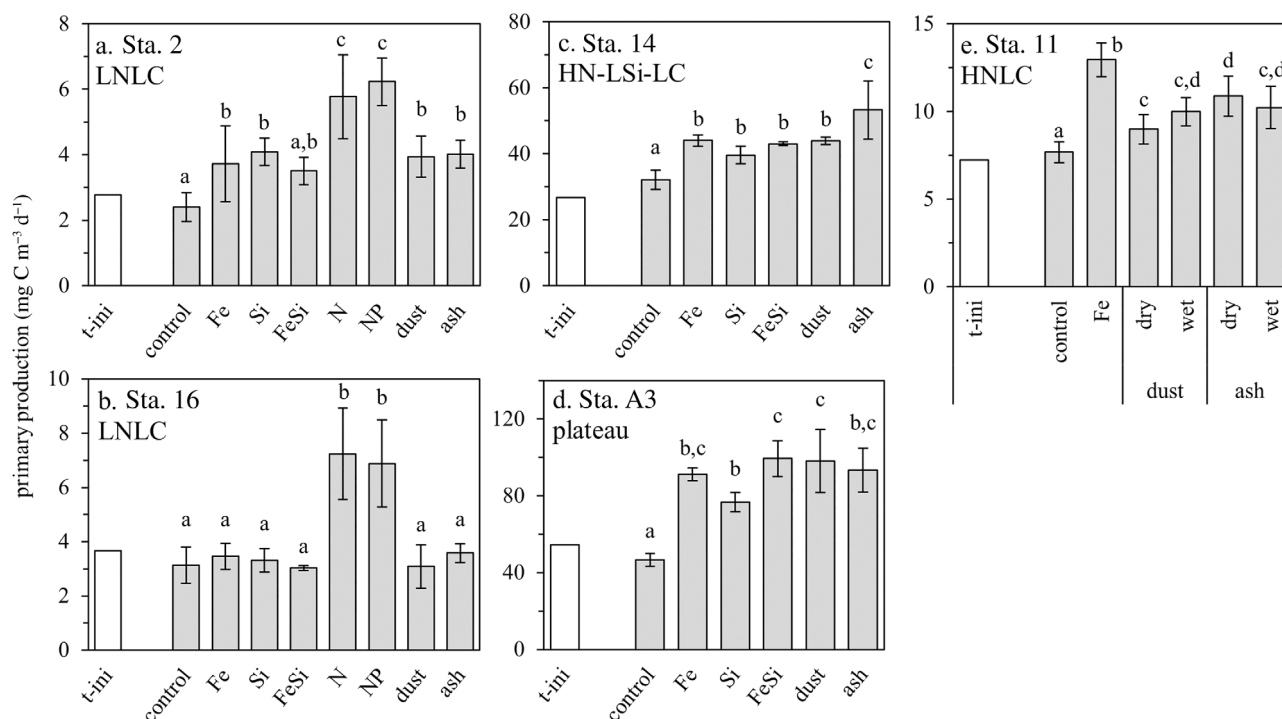 primary production (mg C m⁻³ d⁻¹)
a. Sta. 2
LNLC
8
6
4
2
0
a
b
b
a,b
c
c
b
b
t-ini
control
Fe
Si
FeSi
N
NP
dust
ash
b. Sta. 16
LNLC
10
8
6
4
2
0
a
a
a
a
b
b
a
a
t-ini
control
Fe
Si
FeSi
N
NP
dust
ash
c. Sta. 14
HN-LSi-LC
80
60
40
20
0
a
b
b
b
b
c
t-ini
control
Fe
Si
FeSi
dust
ash
d. Sta. A3
plateau
120
80
40
0
a
b,c
b
c
c
b,c
t-ini
control
Fe
Si
FeSi
dust
ash
e. Sta. 11
HNLC
15
10
5
0
a
b
c
c,d
d
c,d
t-ini
control
Fe
dry
wet
dry
wet
dust
ash